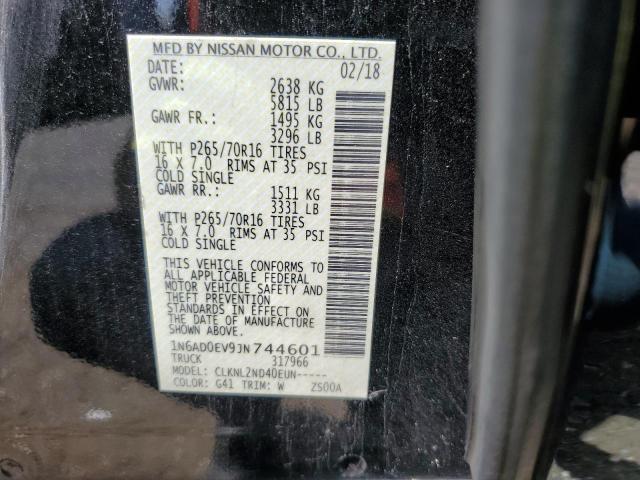 MFD BY NISSAN MOTOR CO., LTD.
DATE: 02/18
GVWR: 2638 KG
5815 LB
GAWR FR.: 1495 KG
3296 LB
WITH P265/70R16 TIRES
16 X 7.0 RIMS AT 35 PSI
COLD SINGLE
GAWR RR.: 1511 KG
3331 LB
WITH P265/70R16 TIRES
16 X 7.0 RIMS AT 35 PSI
COLD SINGLE
THIS VEHICLE CONFORMS TO
ALL APPLICABLE FEDERAL
MOTOR VEHICLE SAFETY AND
THEFT PREVENTION
STANDARDS IN EFFECT ON
THE DATE OF MANUFACTURE
SHOWN ABOVE.
1N6AD0EV9JN744601
TRUCK 317966
MODEL: CLKNL2ND40EUN-----
COLOR: G41 TRIM: W ZS00A